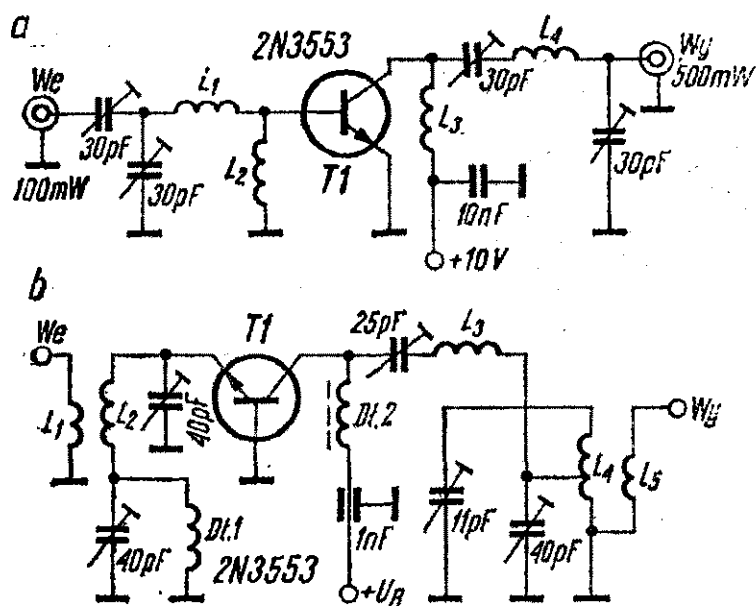 a
2N3553
We
L1
30pF
30pF
100mW
L2
T1
L3
10nF
+10V
30pF
L4
Wy
500mW
30pF
b
We
L1
L2
40pF
T1
40pF
Dł.1
2N3553
25pF
L3
Dł.2
1nF
+UB
11pF
40pF
L4
L5
Wy